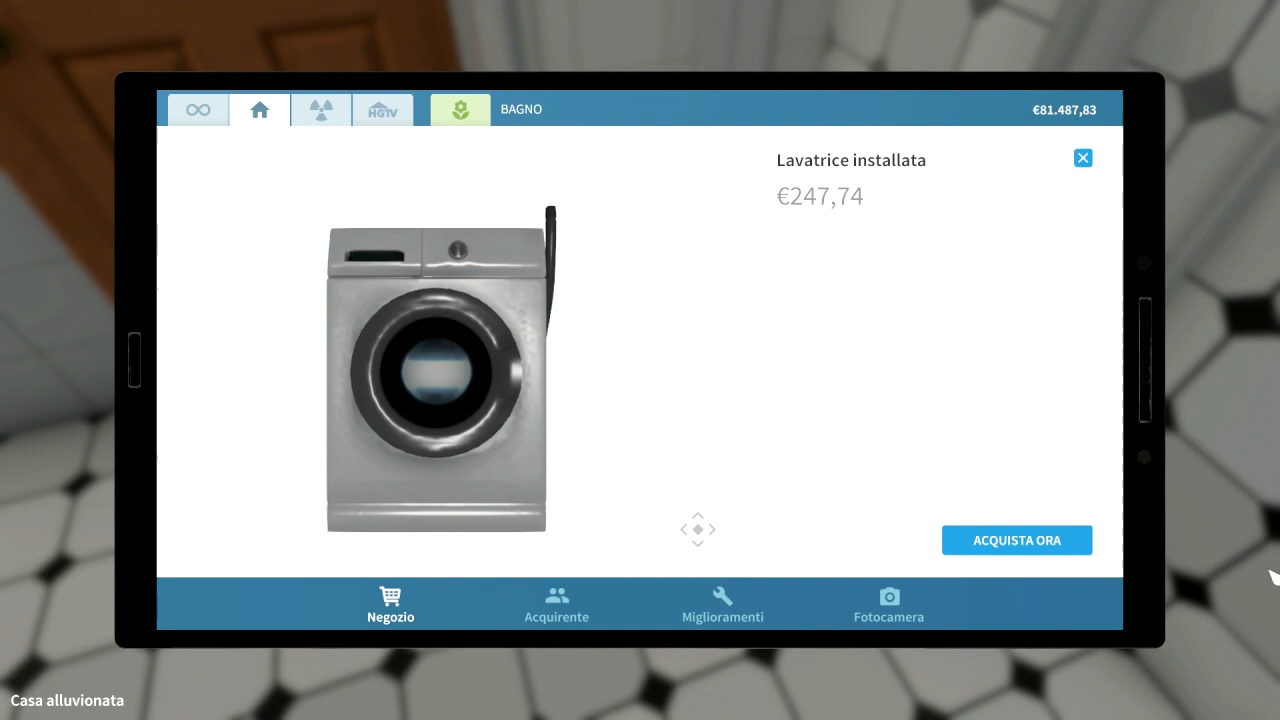 HGTV
BAGNO
€81.487,83
Lavatrice installata
€247,74
ACQUISTA ORA
Negozio
Acquirente
Miglioramenti
Fotocamera
Casa alluvionata